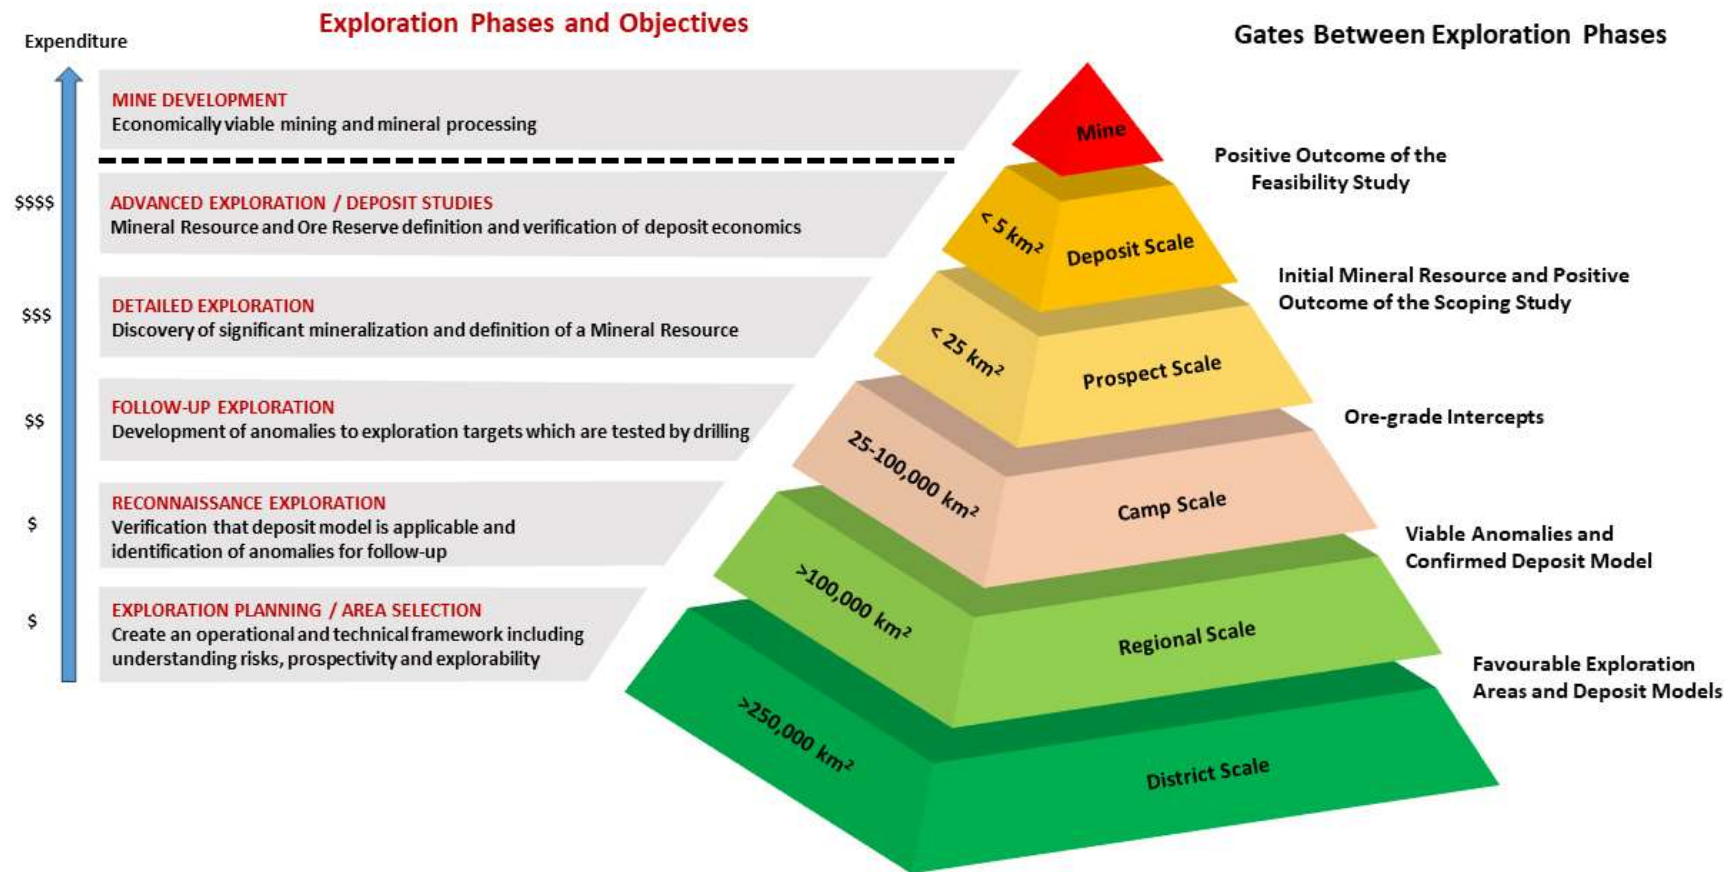 Exploration Phases and Objectives
Gates Between Exploration Phases
Expenditure
MINE DEVELOPMENT
Economically viable mining and mineral processing
Mine
Positive Outcome of the
Feasibility Study
$$$$
ADVANCED EXPLORATION / DEPOSIT STUDIES
Mineral Resource and Ore Reserve definition and verification of deposit economics
< 5 km²
Deposit Scale
Initial Mineral Resource and Positive
Outcome of the Scoping Study
$$$
DETAILED EXPLORATION
Discovery of significant mineralization and definition of a Mineral Resource
< 25 km²
Prospect Scale
Ore-grade Intercepts
$$
FOLLOW-UP EXPLORATION
Development of anomalies to exploration targets which are tested by drilling
25-100,000 km²
Camp Scale
Viable Anomalies and
Confirmed Deposit Model
$
RECONNAISSANCE EXPLORATION
Verification that deposit model is applicable and
identification of anomalies for follow-up
>100,000 km²
Regional Scale
Favourable Exploration
Areas and Deposit Models
$
EXPLORATION PLANNING / AREA SELECTION
Create an operational and technical framework including
understanding risks, prospectivity and explorability
>250,000 km²
District Scale